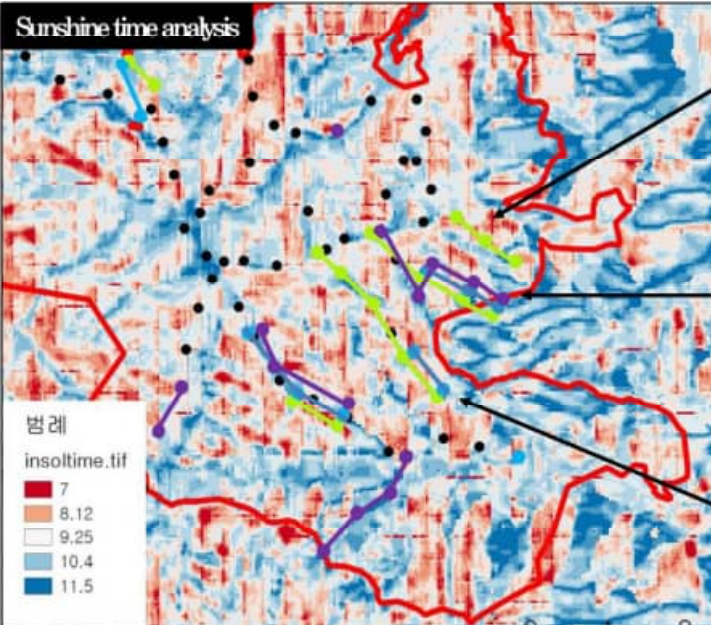 Sunshine time analysis
범례
insoltime.tif
7
8.12
9.25
10.4
11.5